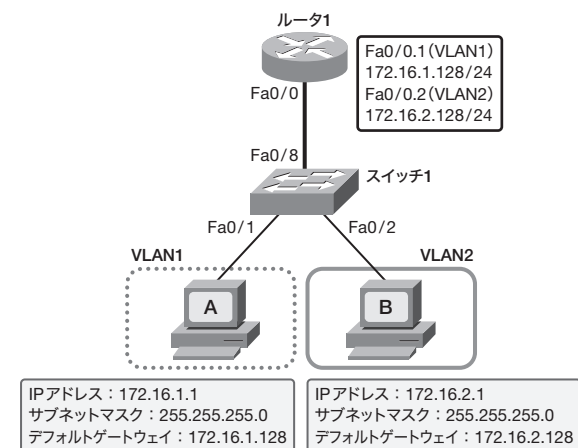 ルータ1
Fa0/0.1(VLAN1)
172.16.1.128/24
Fa0/0.2(VLAN2)
172.16.2.128/24
Fa0/0
Fa0/8
スイッチ1
Fa0/1
Fa0/2
VLAN1
VLAN2
A
B
IPアドレス:172.16.1.1
サブネットマスク:255.255.255.0
デフォルトゲートウェイ:172.16.1.128
IPアドレス:172.16.2.1
サブネットマスク:255.255.255.0
デフォルトゲートウェイ:172.16.2.128